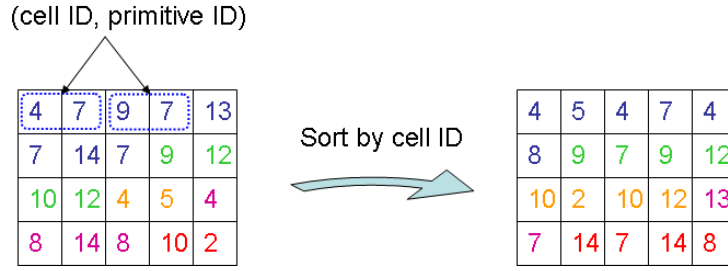 (cell ID, primitive ID)
4 7 9 7 13
7 14 7 9 12
10 12 4 5 4
8 14 8 10 2
Sort by cell ID
4 5 4 7 4
8 9 7 9 12
10 2 10 12 13
7 14 7 14 8